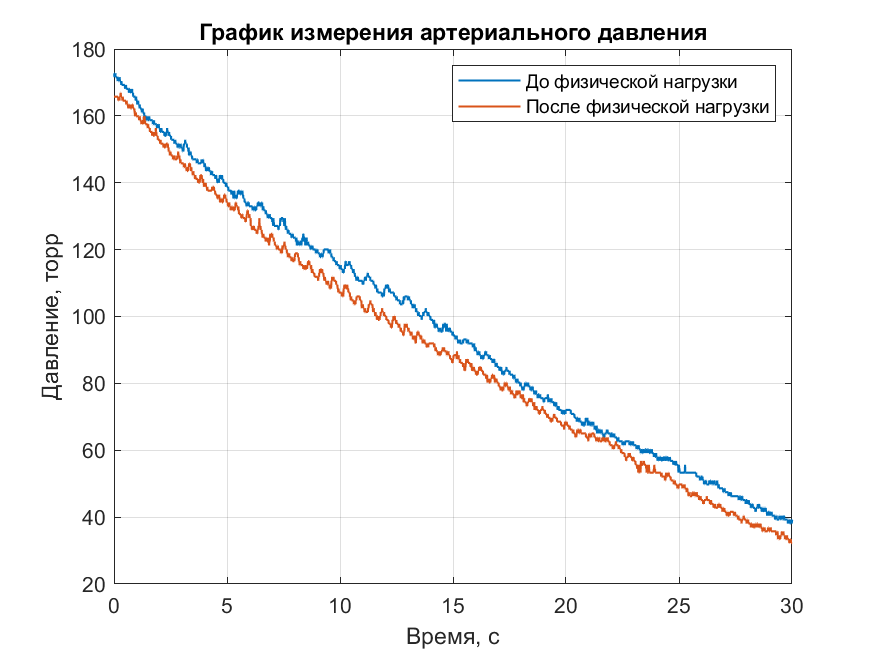 График измерения артериального давления
До физической нагрузки
После физической нагрузки
180
160
140
120
100
80
60
40
20
Давление, торр
0 5 10 15 20 25 30
Время, с